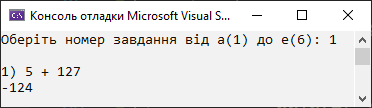 Консоль отладки Microsoft Visual S...
Оберіть номер завдання від а(1) до е(6): 1
1) 5 + 127
-124